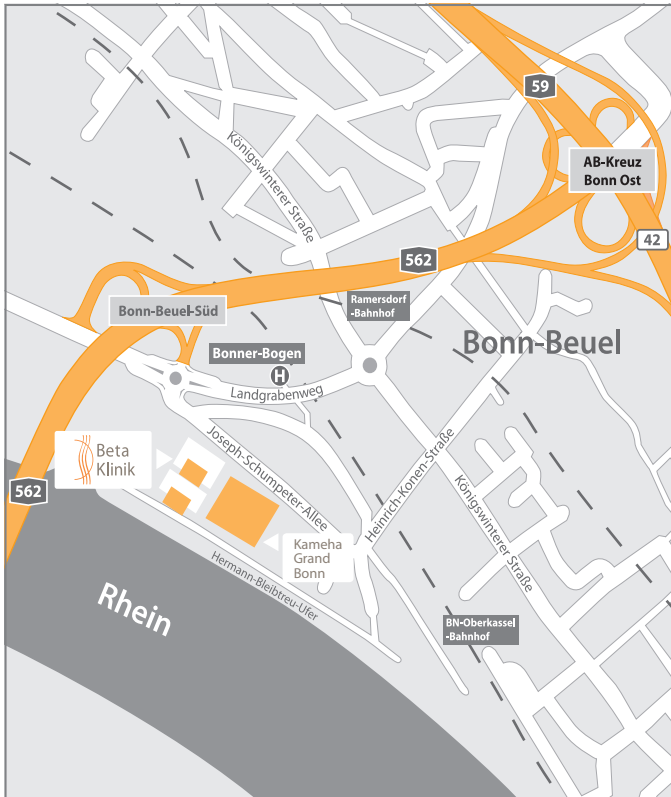 59
AB-Kreuz
Bonn Ost
42
Königswinterer Straße
562
Ramersdorf
-Bahnhof
Bonn-Beuel-Süd
Bonner-Bogen
H
Bonn-Beuel
Landgrabenweg
Beta
Klinik
Joseph-Schumpeter-Allee
Heinrich-Konen-Straße
Königswinterer Straße
562
Kameha
Grand
Bonn
Hermann-Bleibtreu-Ufer
Rhein
BN-Oberkassel
-Bahnhof